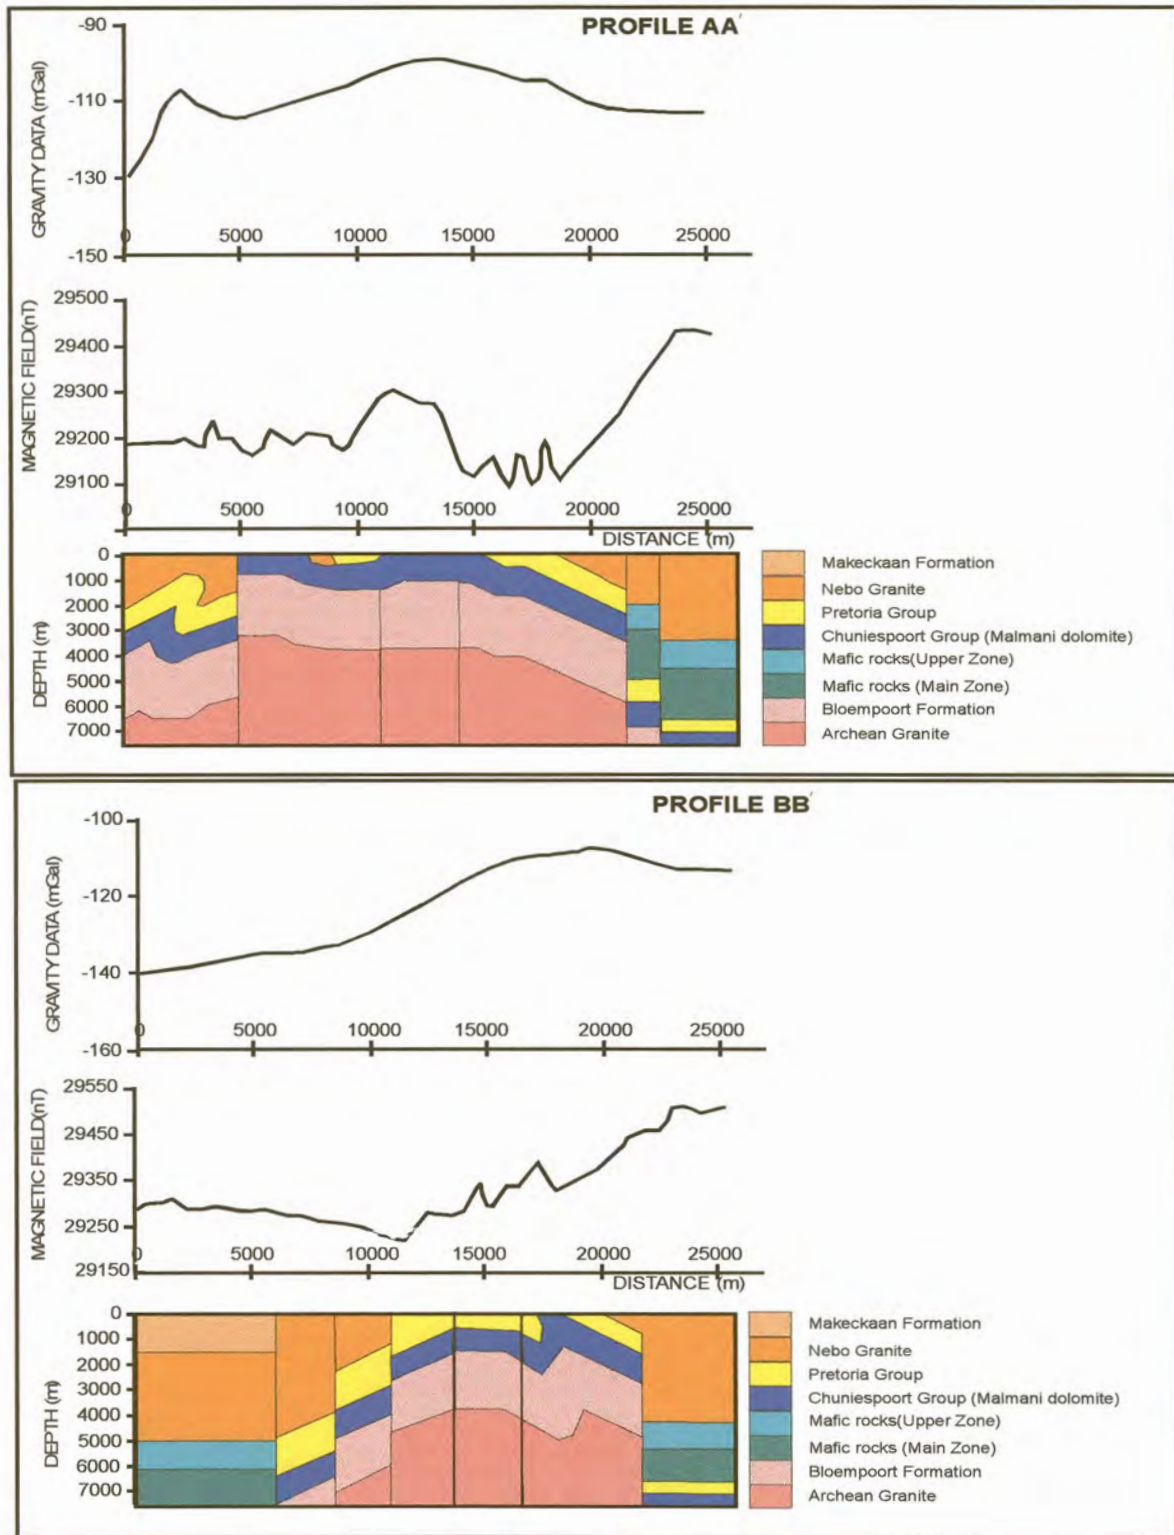 PROFILE AA'
GRAVITY DATA (mGal)
-90
-110
-130
-150
0 5000 10000 15000 20000 25000
MAGNETIC FIELD(nT)
29500
29400
29300
29200
29100
0 5000 10000 15000 20000 25000
DISTANCE (m)
DEPTH (m)
0
1000
2000
3000
4000
5000
6000
7000
Makeckaan Formation
Nebo Granite
Pretoria Group
Chuniespoort Group (Malmani dolomite)
Mafic rocks(Upper Zone)
Mafic rocks (Main Zone)
Bloempoort Formation
Archean Granite
PROFILE BB'
GRAVITY DATA (mGal)
-100
-120
-140
-160
0 5000 10000 15000 20000 25000
MAGNETIC FIELD(nT)
29550
29450
29350
29250
29150
0 5000 10000 15000 20000 25000
DISTANCE (m)
DEPTH (m)
0
1000
2000
3000
4000
5000
6000
7000
Makeckaan Formation
Nebo Granite
Pretoria Group
Chuniespoort Group (Malmani dolomite)
Mafic rocks(Upper Zone)
Mafic rocks (Main Zone)
Bloempoort Formation
Archean Granite